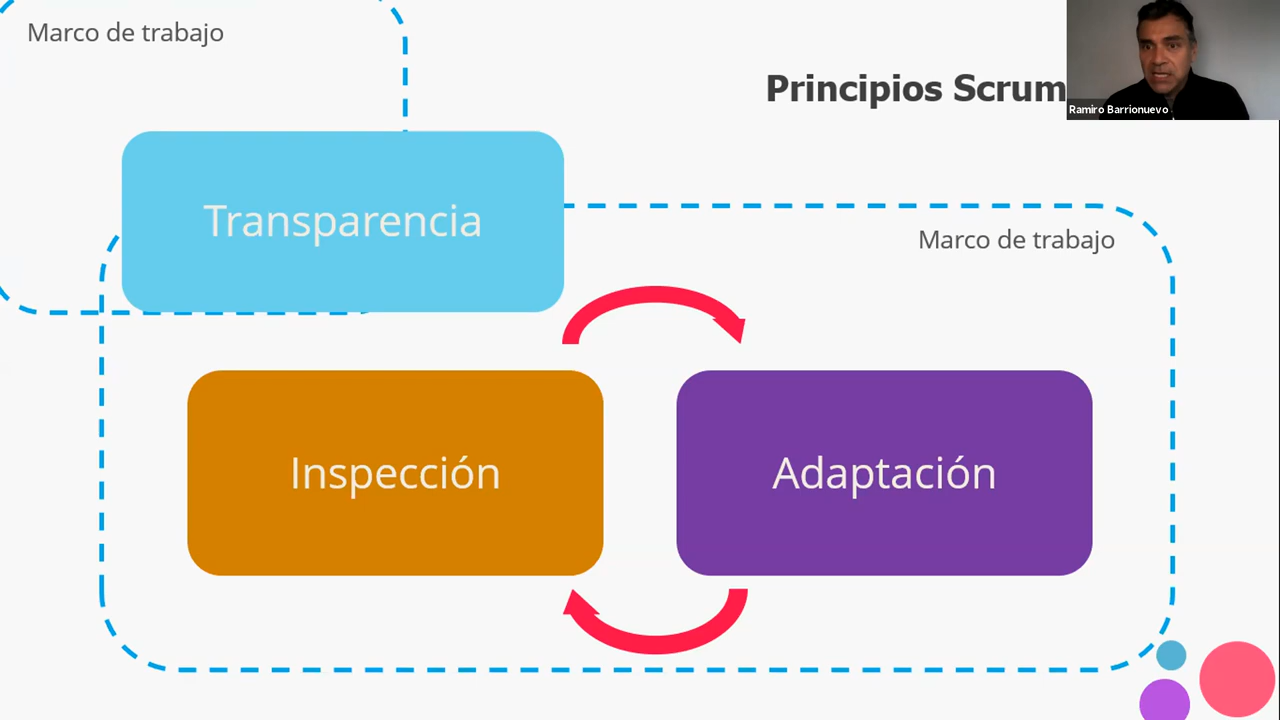 Marco de trabajo
Principios Scrum
Ramiro Barrionuevo
Transparencia
Marco de trabajo
Inspección
Adaptación